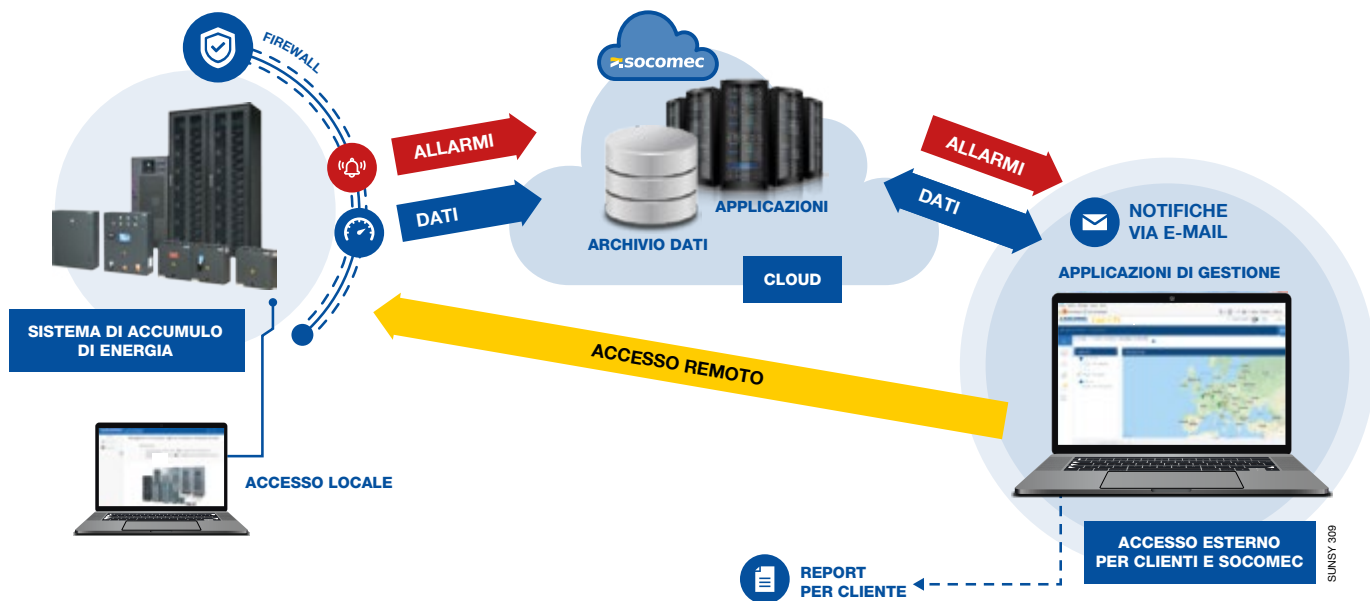 FIREWALL
socomec
ALLARMI
DATI
APPLICAZIONI
ARCHIVIO DATI
CLOUD
ALLARMI
DATI
NOTIFICHE
VIA E-MAIL
APPLICAZIONI DI GESTIONE
SISTEMA DI ACCUMULO
DI ENERGIA
ACCESSO REMOTO
ACCESSO LOCALE
ACCESSO ESTERNO
PER CLIENTI E SOCOMEC
REPORT
PER CLIENTE
SUNSY 309